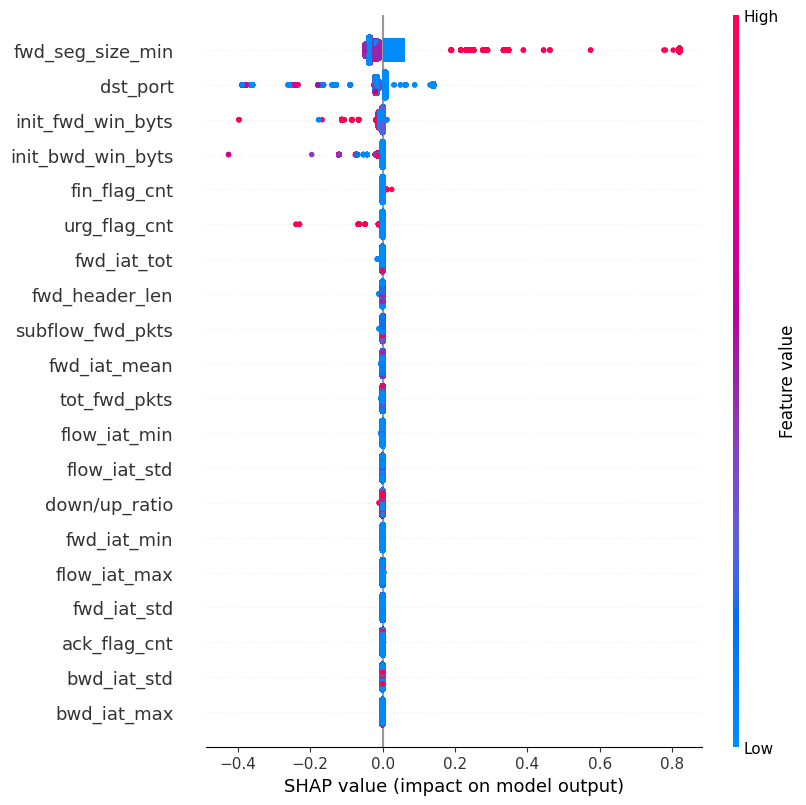 High
fwd_seg_size_min
dst_port
init_fwd_win_byts
init_bwd_win_byts
fin_flag_cnt
urg_flag_cnt
fwd_iat_tot
fwd_header_len
subflow_fwd_pkts
fwd_iat_mean
tot_fwd_pkts
flow_iat_min
flow_iat_std
down/up_ratio
fwd_iat_min
flow_iat_max
fwd_iat_std
ack_flag_cnt
bwd_iat_std
bwd_iat_max
Feature value
Low
−0.4 −0.2 0.0 0.2 0.4 0.6 0.8
SHAP value (impact on model output)